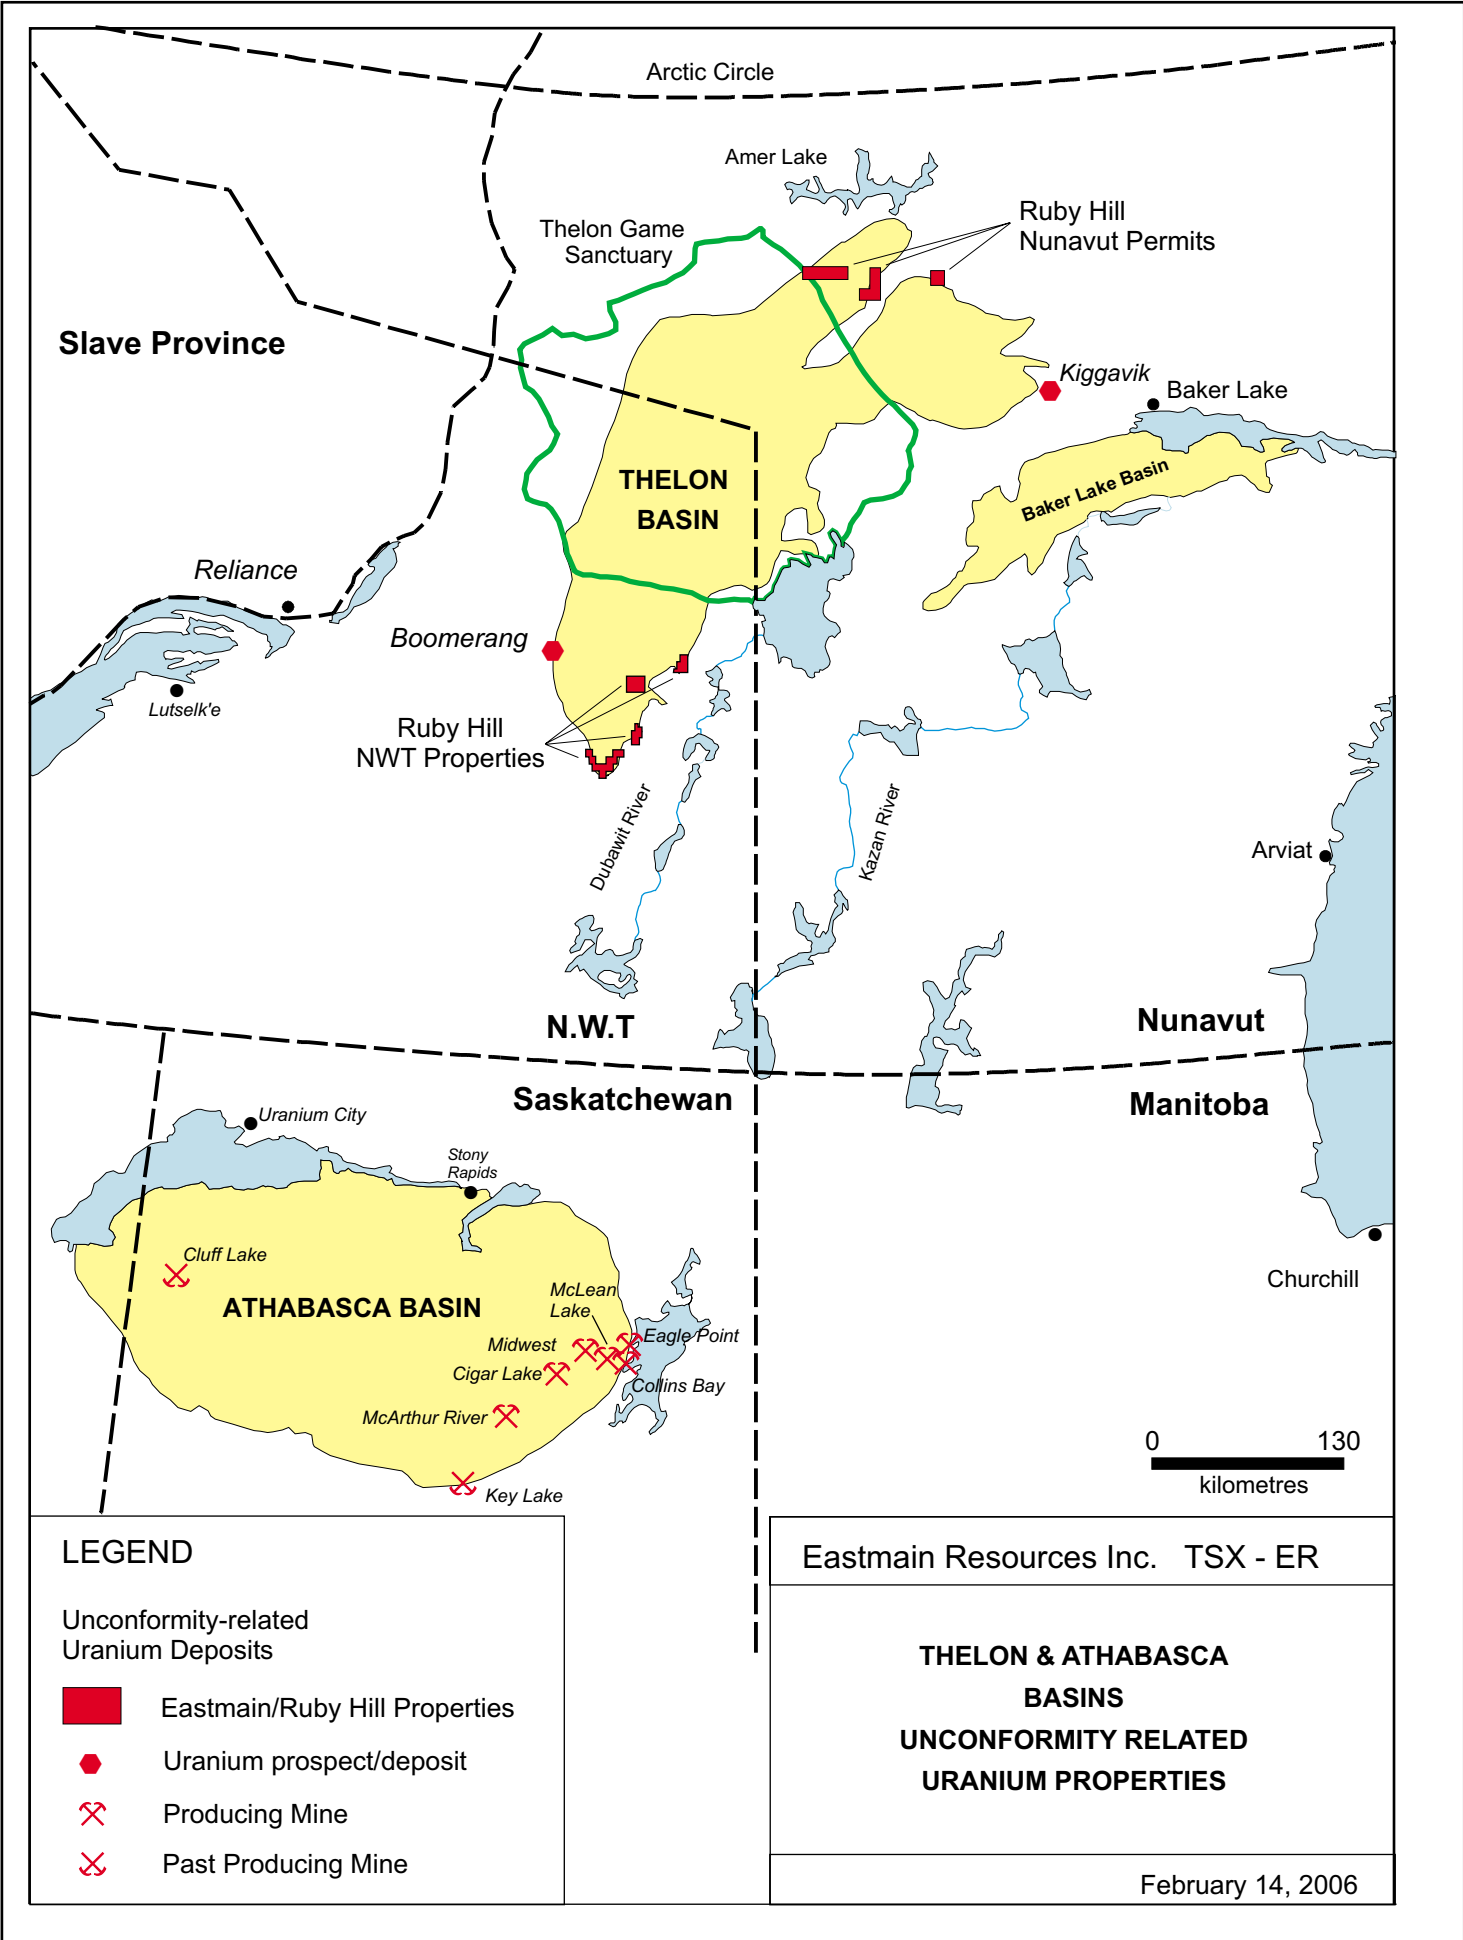 Arctic Circle
Amer Lake
Ruby Hill
Nunavut Permits
Thelon Game
Sanctuary
Slave Province
Kiggavik
Baker Lake
THELON
BASIN
Baker Lake Basin
Reliance
Boomerang
Lutselk'e
Ruby Hill
NWT Properties
Dubawit River
Kazan River
Arviat
N.W.T
Nunavut
Saskatchewan
Manitoba
Uranium City
Stony
Rapids
Cluff Lake
ATHABASCA BASIN
McLean
Lake
Midwest
Eagle Point
Cigar Lake
Collins Bay
McArthur River
Key Lake
Churchill
0 130
kilometres
LEGEND
Unconformity-related
Uranium Deposits
Eastmain/Ruby Hill Properties
Uranium prospect/deposit
Producing Mine
Past Producing Mine
Eastmain Resources Inc. TSX - ER
THELON & ATHABASCA
BASINS
UNCONFORMITY RELATED
URANIUM PROPERTIES
February 14, 2006